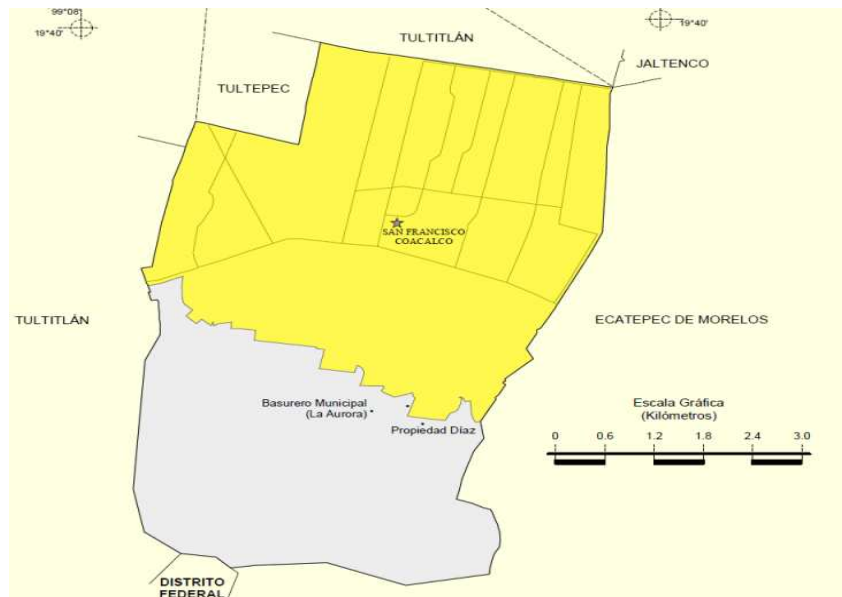 99°08'
19°40'
TULTITLÁN
19°40'
JALTENCO
TULTEPEC
SAN FRANCISCO
COACALCO
TULTITLÁN
ECATEPEC DE MORELOS
Basurero Municipal
(La Aurora)
Propiedad Díaz
Escala Gráfica
(Kilómetros)
0 0.6 1.2 1.8 2.4 3.0
DISTRITO
FEDERAL